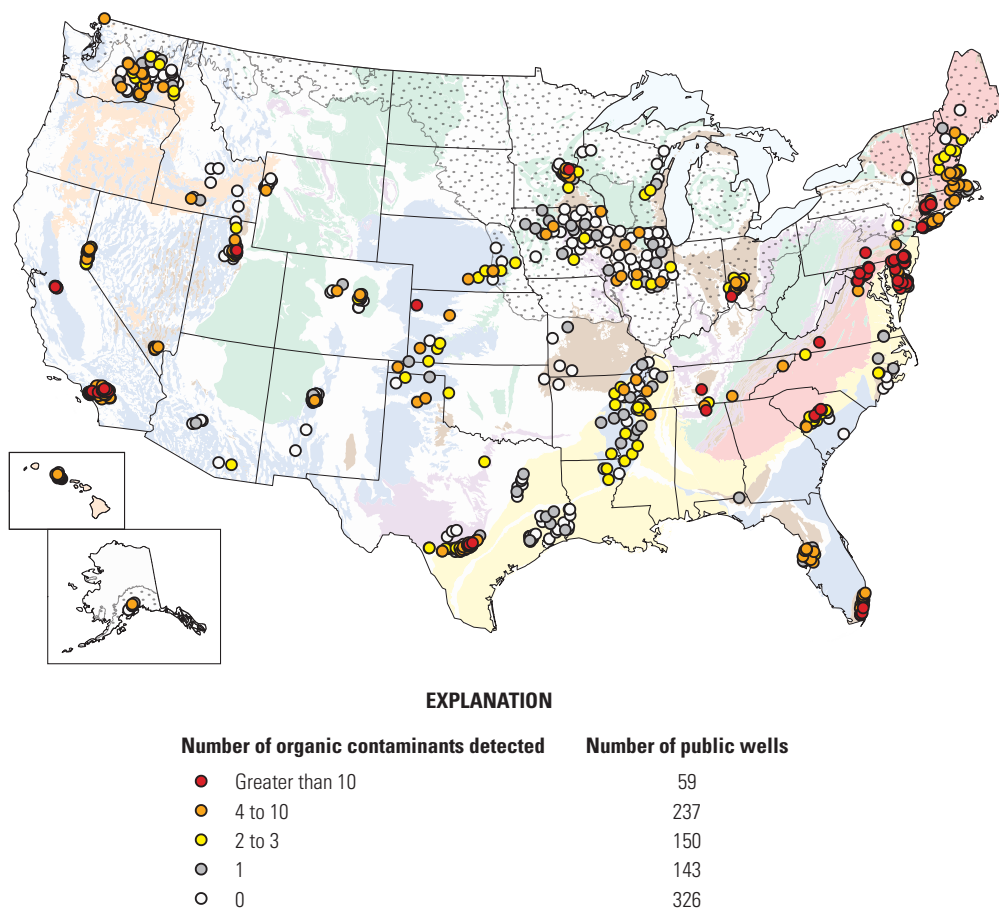 EXPLANATION
Number of organic contaminants detected Number of public wells
Greater than 10 59
4 to 10 237
2 to 3 150
1 143
0 326